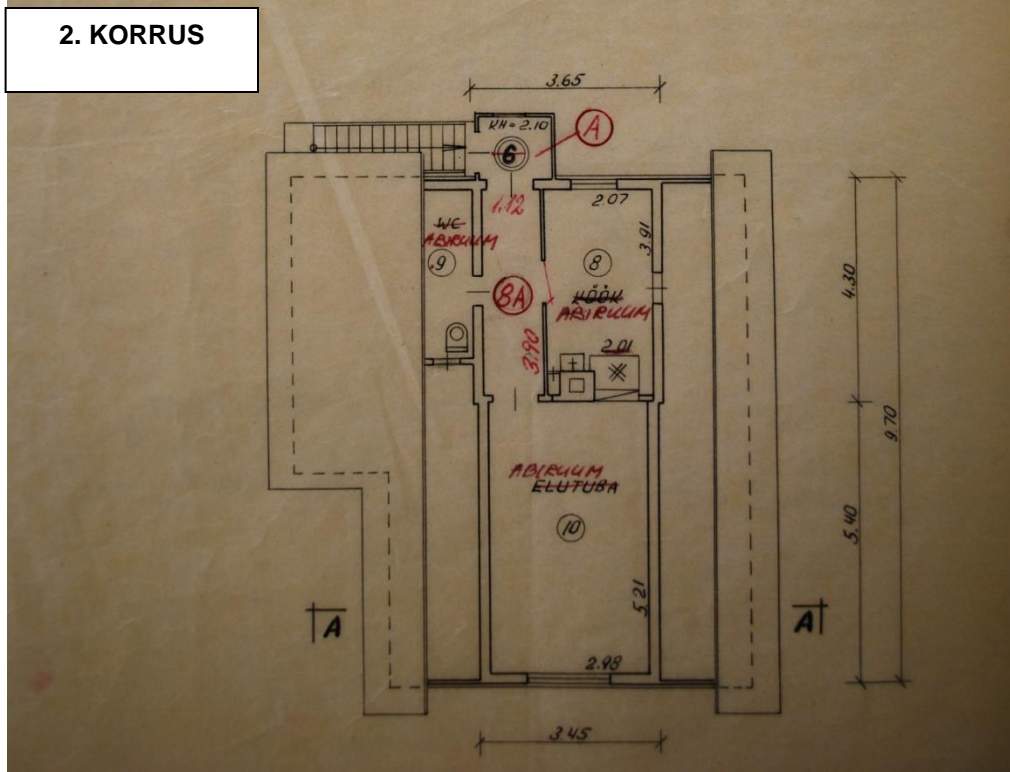 2. KORRUS
3.65
KH = 2.10
A
6
1.12
2.07
WC
ABIRUUM
9
8
3.91
4.30
8A
KÖÖK
ABIRUUM
3.90
2.01
9.70
ABIRUUM
ELUTUBA
10
5.40
5.21
A
A
2.98
3.45